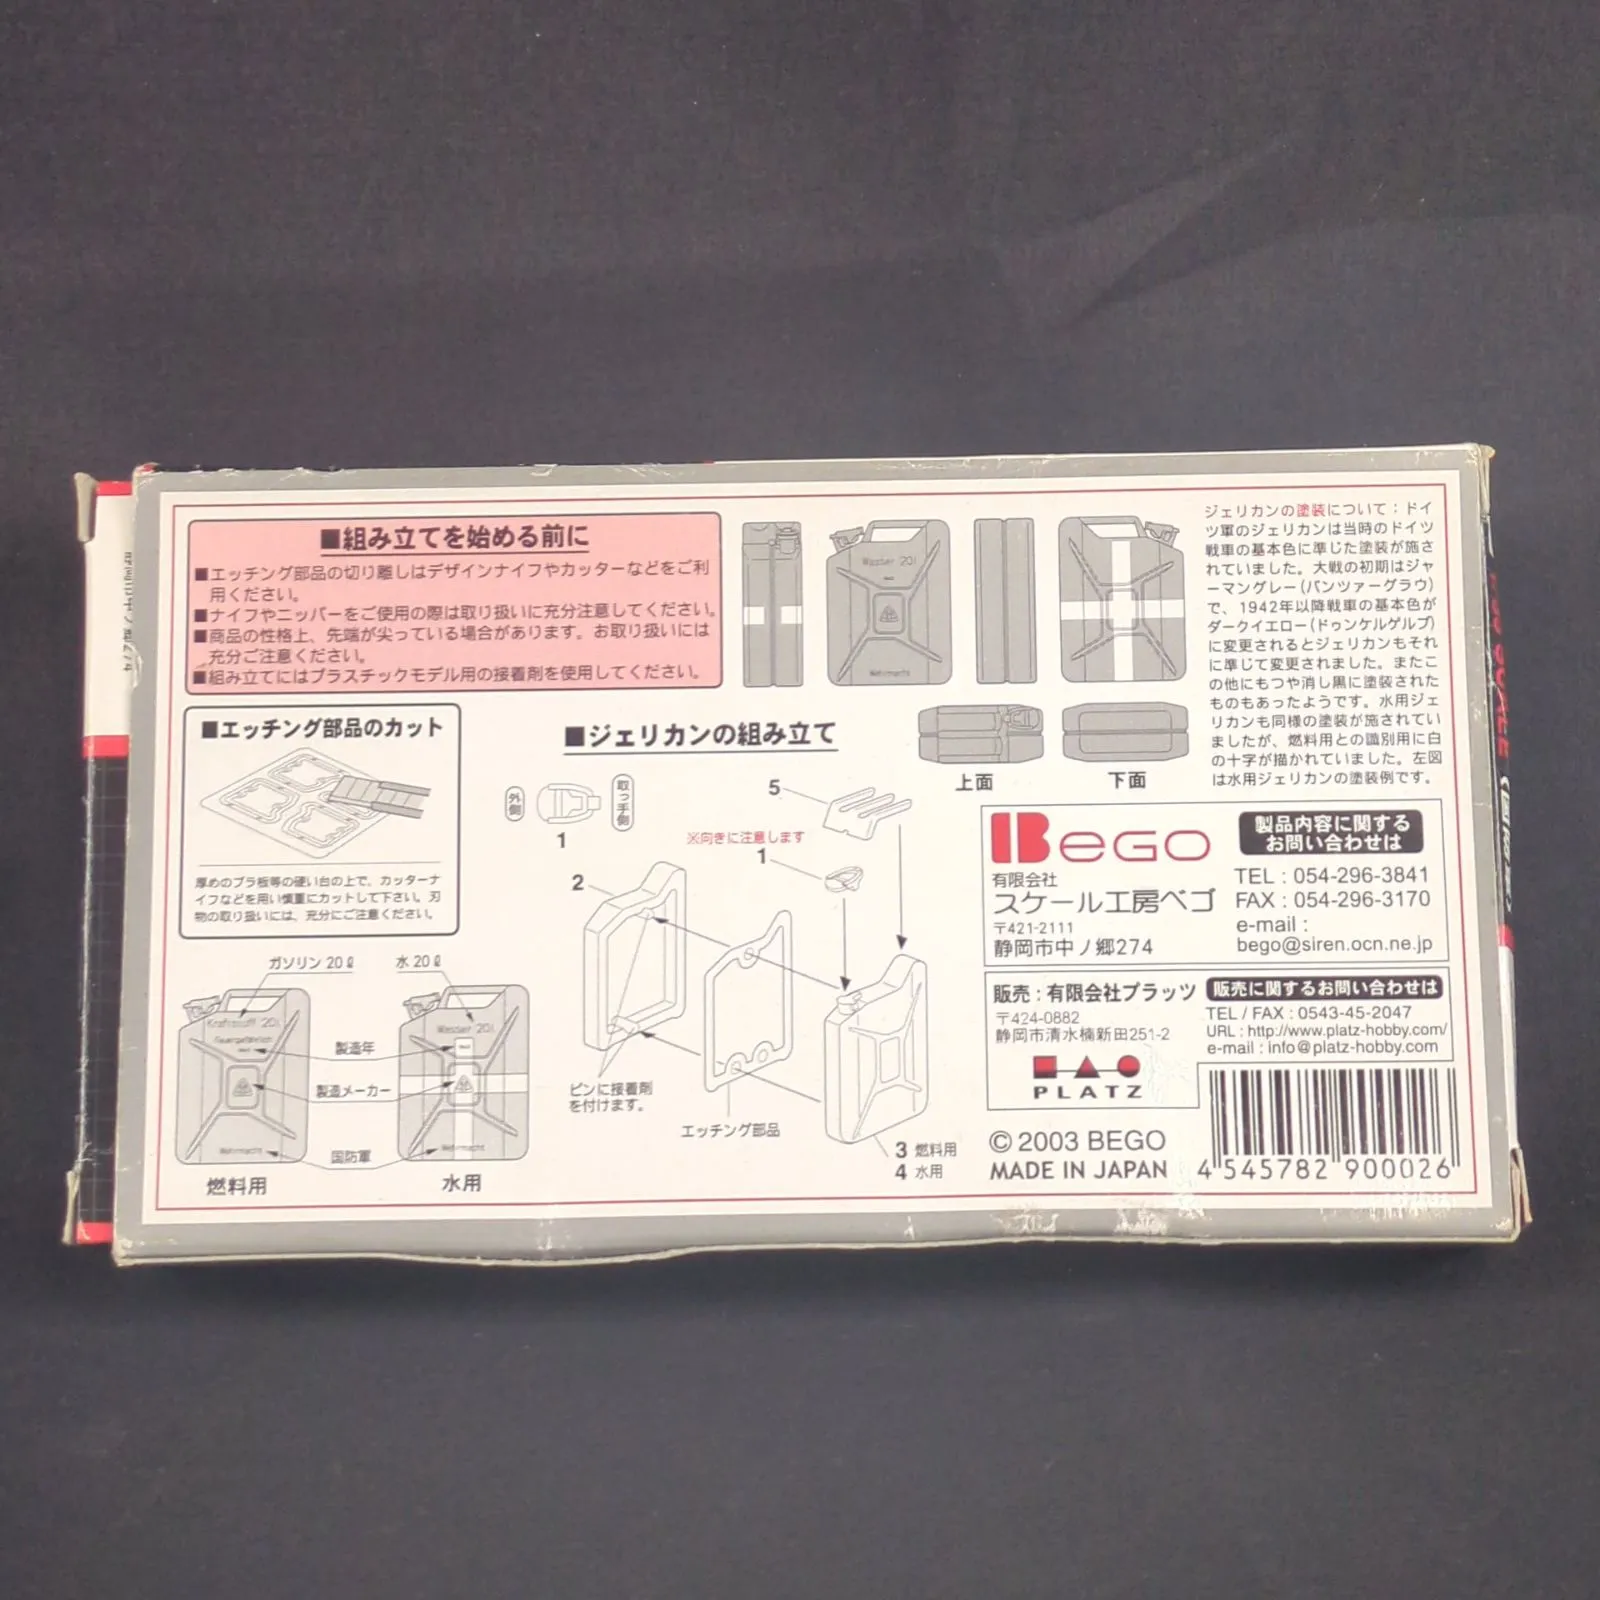 ■組み立てを始める前に
■エッチング部品の切り離しはデザインナイフやカッターなどをご利
用ください。
■ナイフやニッパーをご使用の際は取り扱いに充分注意してください。
■商品の性格上、先端が尖っている場合があります。お取り扱いには
充分ご注意ください。
■組み立てにはプラスチックモデル用の接着剤を使用してください。
Wasser 20l
Wehrmacht
上面
下面
ジェリカンの塗装について：ドイ
ツ軍のジェリカンは当時のドイツ
戦車の基本色に準じた塗装が施さ
れていました。大戦の初期はジャ
ーマングレー(パンツァーグラウ)
で、1942年以降戦車の基本色が
ダークイエロー(ドゥンケルゲルブ)
に変更されるとジェリカンもそれ
に準じて変更されました。またこ
の他にもつや消し黒に塗装された
ものもあったようです。水用ジェ
リカンも同様の塗装が施されてい
ましたが、燃料用との識別用に白
の十字が描かれていました。左図
は水用ジェリカンの塗装例です。
■エッチング部品のカット
厚めのプラ板等の硬い台の上で、カッターナ
イフなどを用い慎重にカットして下さい。刃
物の取り扱いには、充分にご注意ください。
ガソリン 20ℓ
水 20ℓ
Kraftstoff 20l
Feuergefährlich
Wasser 20l
製造年
製造メーカー
国防軍
Wehrmacht
Wehrmacht
燃料用
水用
■ジェリカンの組み立て
外側
取っ手側
1
※向きに注意します
5
1
2
ピンに接着剤
を付けます。
エッチング部品
3 燃料用
4 水用
BEGO
有限会社
スケール工房ベゴ
〒421-2111
静岡市中ノ郷274
製品内容に関する
お問い合わせは
TEL : 054-296-3841
FAX : 054-296-3170
e-mail :
bego@siren.ocn.ne.jp
販売：有限会社プラッツ
〒424-0882
静岡市清水楠新田251-2
PLATZ
販売に関するお問い合わせは
TEL / FAX : 0543-45-2047
URL : http://www.platz-hobby.com/
e-mail : info@platz-hobby.com
© 2003 BEGO
MADE IN JAPAN
4 545782 900026